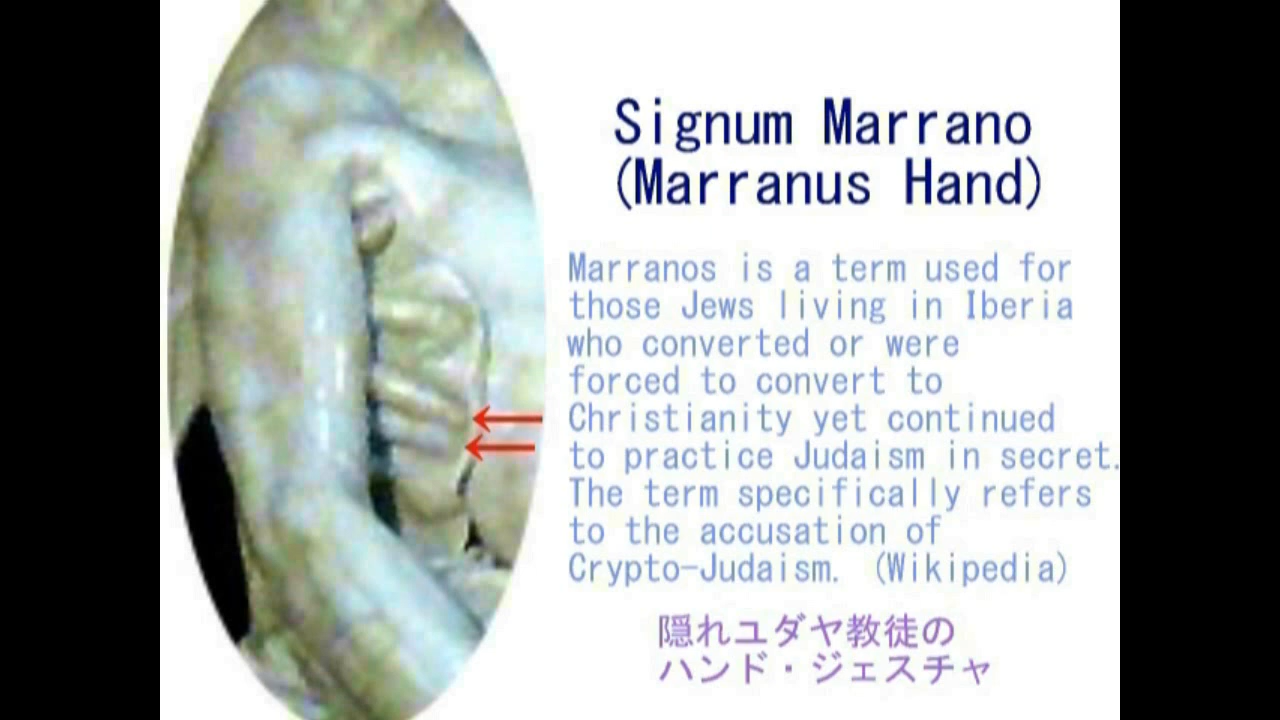 Signum Marrano
(Marranus Hand)
Marranos is a term used for
those Jews living in Iberia
who converted or were
forced to convert to
Christianity yet continued
to practice Judaism in secret.
The term specifically refers
to the accusation of
Crypto-Judaism. (Wikipedia)
隠れユダヤ教徒の
ハンド・ジェスチャ